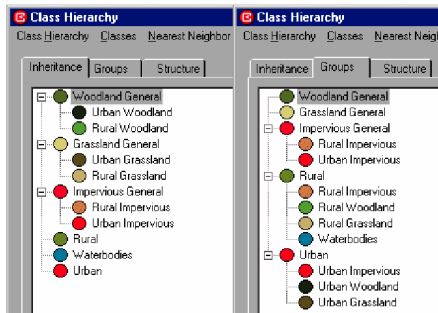 Class Hierarchy
Class Hierarchy Classes Nearest Neighbor
Inheritance Groups Structure
Woodland General
Urban Woodland
Rural Woodland
Grassland General
Urban Grassland
Rural Grassland
Impervious General
Rural Impervious
Urban Impervious
Rural
Waterbodies
Urban
Class Hierarchy
Class Hierarchy Classes Nearest Neig
Inheritance Groups Structure
Woodland General
Grassland General
Impervious General
Rural Impervious
Urban Impervious
Rural
Rural Impervious
Rural Woodland
Rural Grassland
Waterbodies
Urban
Urban Impervious
Urban Woodland
Urban Grassland